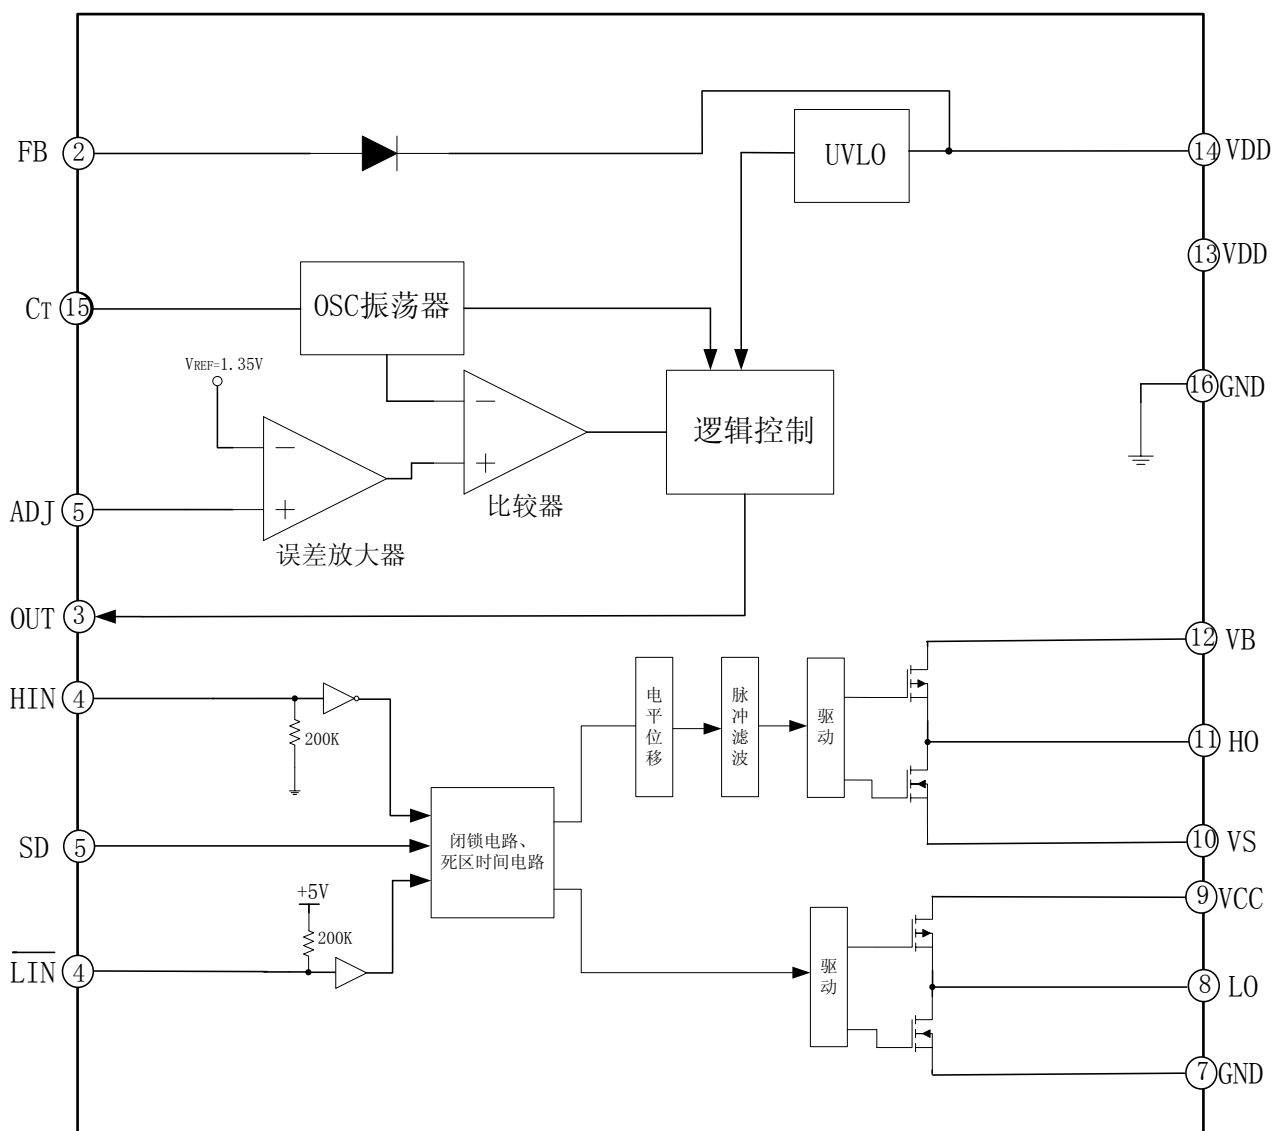 FB 2
UVLO
14 VDD
13 VDD
CT 15
OSC振荡器
VREF=1.35V
16 GND
逻辑控制
−
+
比较器
−
+
ADJ 5
误差放大器
OUT 3
12 VB
HIN 4
200K
电平位移
脉冲滤波
驱动
11 HO
SD 5
闭锁电路、
死区时间电路
10 VS
+5V
200K
9 VCC
LIN 4
驱动
8 LO
7 GND